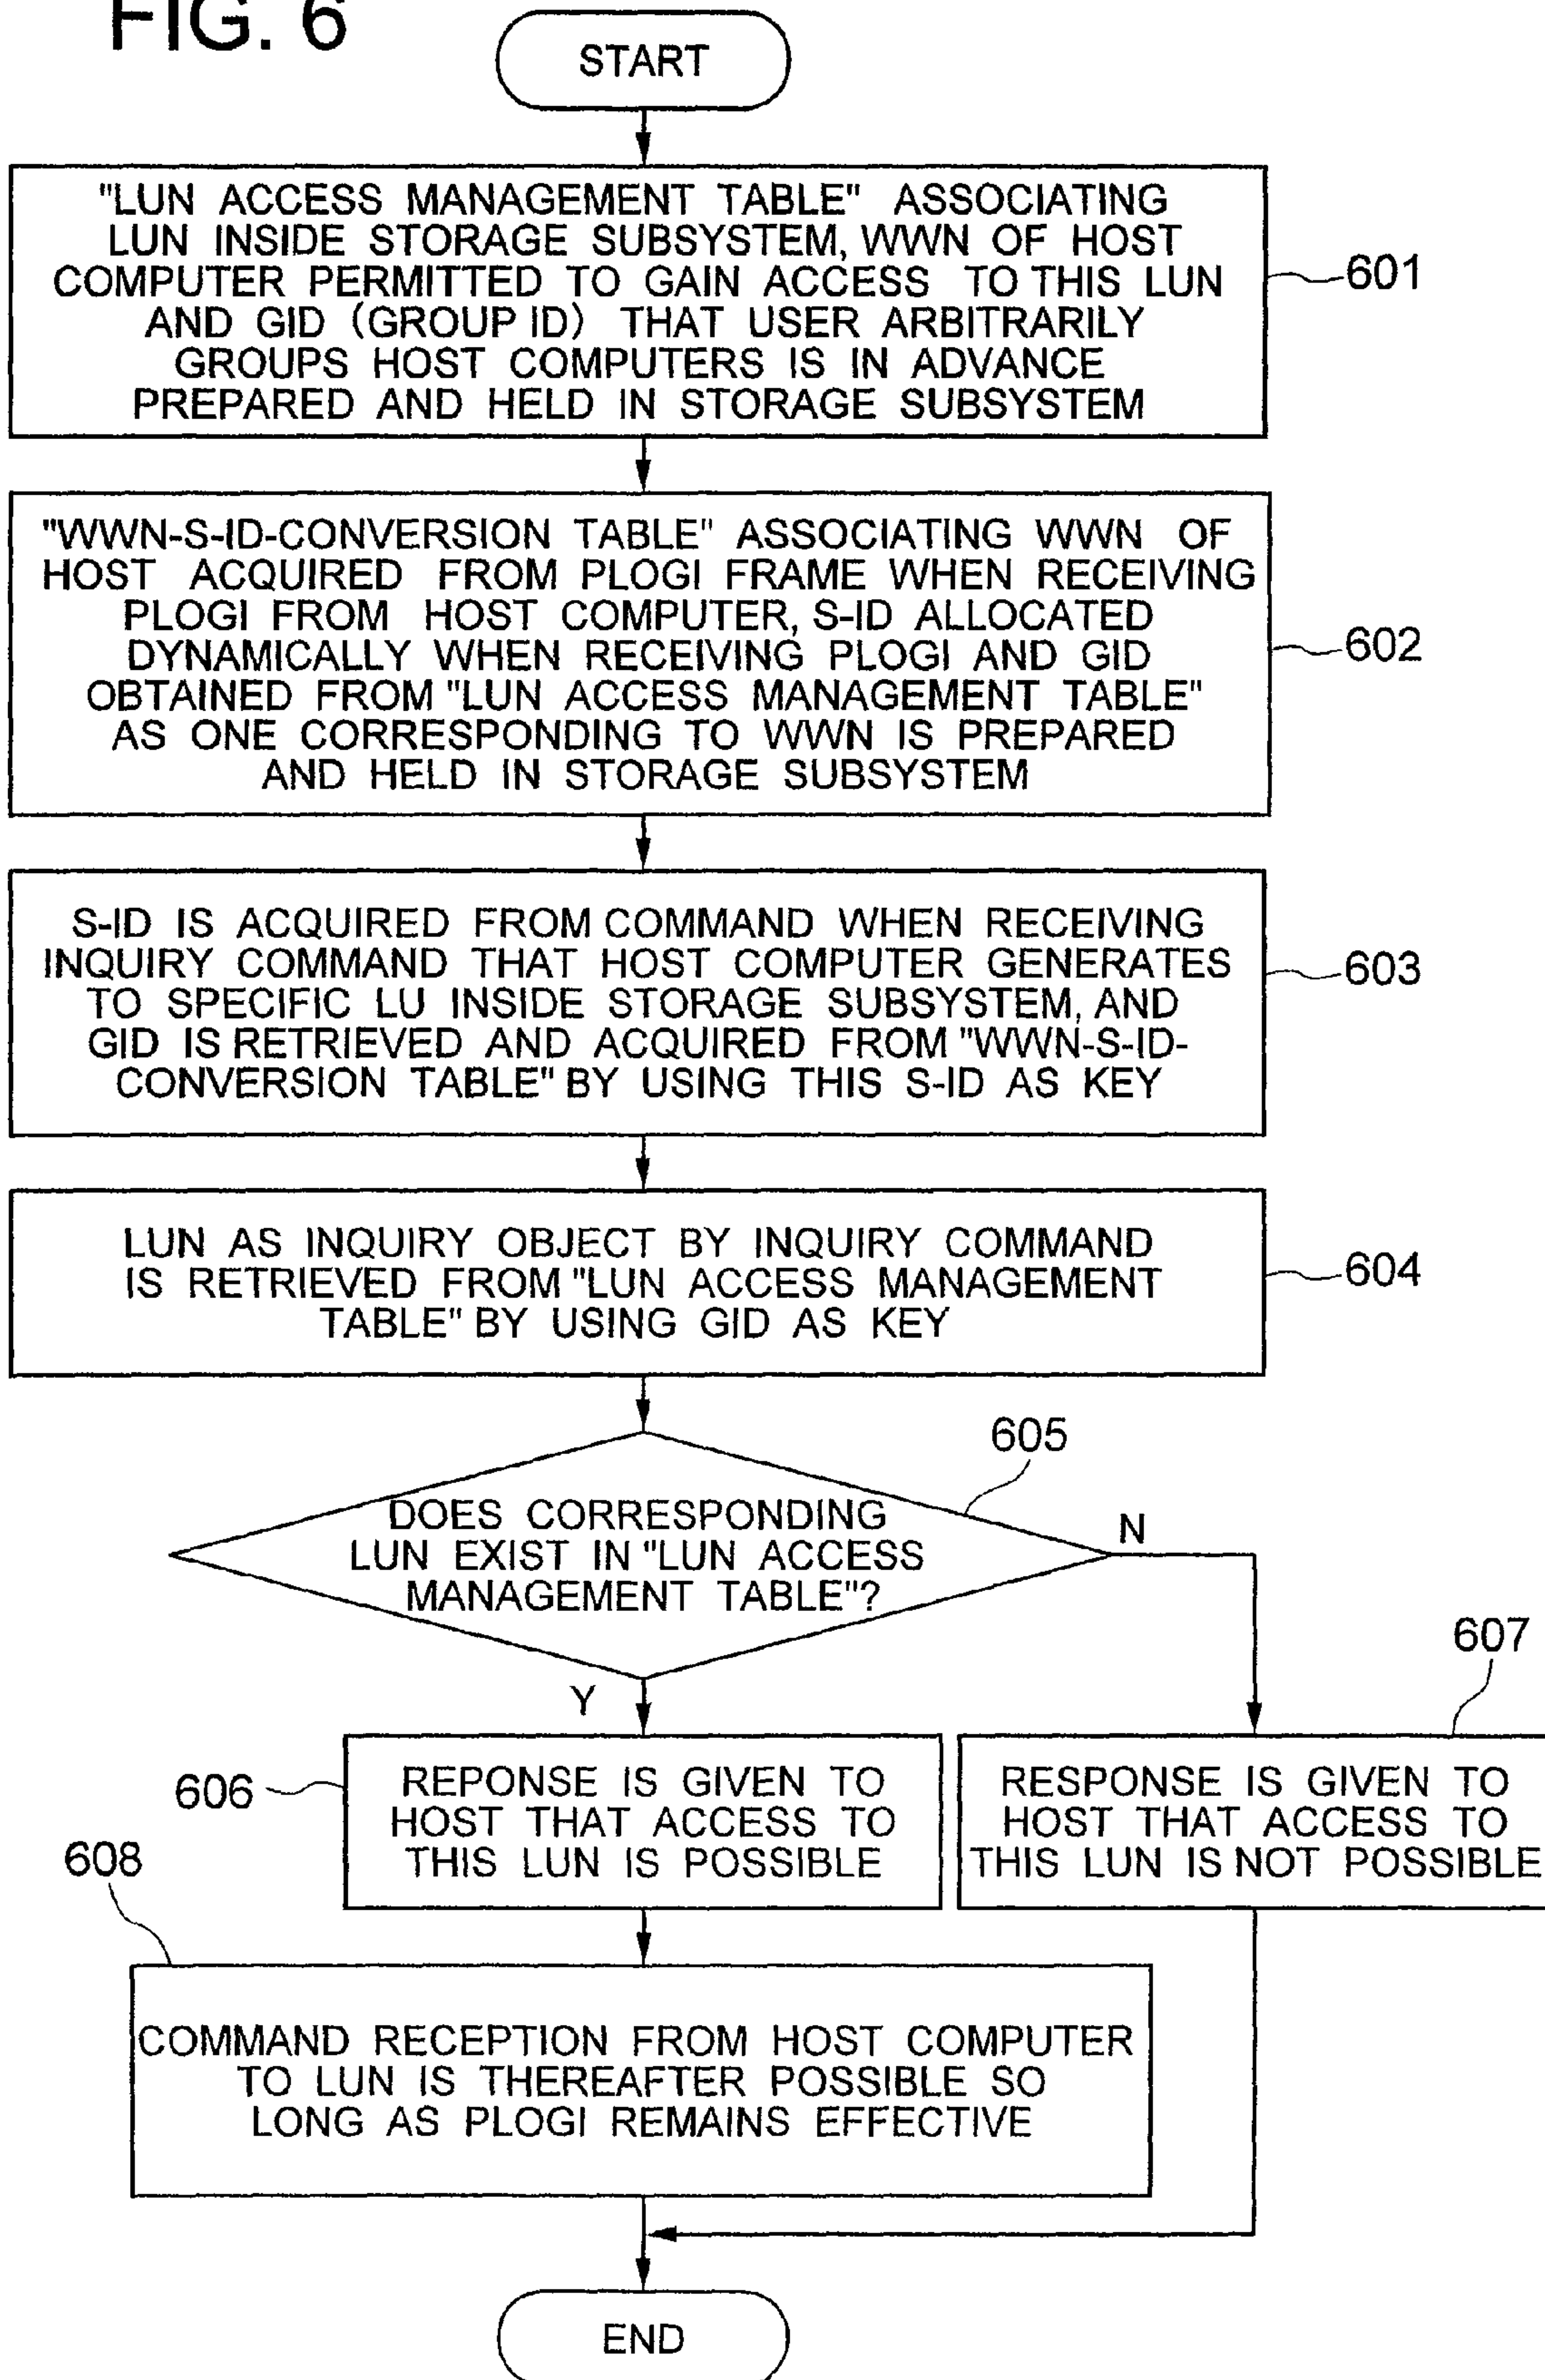 FIG. 6
START
"LUN ACCESS MANAGEMENT TABLE" ASSOCIATING
LUN INSIDE STORAGE SUBSYSTEM, WWN OF HOST
COMPUTER PERMITTED TO GAIN ACCESS TO THIS LUN
AND GID (GROUP ID) THAT USER ARBITRARILY
GROUPS HOST COMPUTERS IS IN ADVANCE
PREPARED AND HELD IN STORAGE SUBSYSTEM
601
"WWN-S-ID-CONVERSION TABLE" ASSOCIATING WWN OF
HOST ACQUIRED FROM PLOGI FRAME WHEN RECEIVING
PLOGI FROM HOST COMPUTER, S-ID ALLOCATED
DYNAMICALLY WHEN RECEIVING PLOGI AND GID
OBTAINED FROM "LUN ACCESS MANAGEMENT TABLE"
AS ONE CORRESPONDING TO WWN IS PREPARED
AND HELD IN STORAGE SUBSYSTEM
602
S-ID IS ACQUIRED FROM COMMAND WHEN RECEIVING
INQUIRY COMMAND THAT HOST COMPUTER GENERATES
TO SPECIFIC LU INSIDE STORAGE SUBSYSTEM, AND
GID IS RETRIEVED AND ACQUIRED FROM "WWN-S-ID-
CONVERSION TABLE" BY USING THIS S-ID AS KEY
603
LUN AS INQUIRY OBJECT BY INQUIRY COMMAND
IS RETRIEVED FROM "LUN ACCESS MANAGEMENT
TABLE" BY USING GID AS KEY
604
605
DOES CORRESPONDING
LUN EXIST IN "LUN ACCESS
MANAGEMENT TABLE"?
N
Y
607
606
REPONSE IS GIVEN TO
HOST THAT ACCESS TO
THIS LUN IS POSSIBLE
RESPONSE IS GIVEN TO
HOST THAT ACCESS TO
THIS LUN IS NOT POSSIBLE
608
COMMAND RECEPTION FROM HOST COMPUTER
TO LUN IS THEREAFTER POSSIBLE SO
LONG AS PLOGI REMAINS EFFECTIVE
END